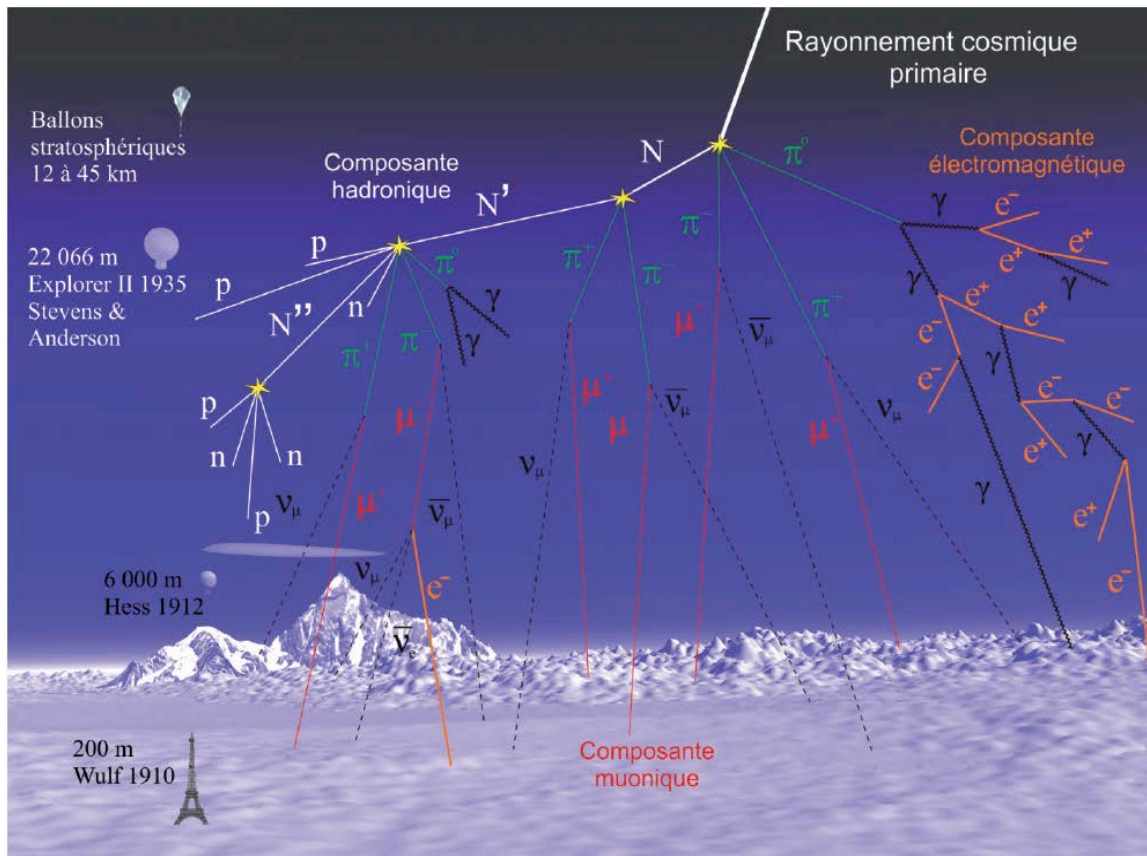 Rayonnement cosmique
primaire
Ballons
stratosphériques
12 à 45 km
Composante
hadronique
Composante
électromagnétique
22 066 m
Explorer II 1935
Stevens &
Anderson
6 000 m
Hess 1912
200 m
Wulf 1910
Composante
muonique
N
π⁰
N'
π⁻
γ
e⁻
e⁺
e⁺
γ
p
p
N''
n
π⁰
γ
γ
π⁺
π⁻
π⁺
π⁻
π⁺
μ⁻
ν̅μ
γ
e⁺
e⁺
e⁻
e⁻
γ
e⁻
e⁻
e⁺
γ
p
n
n
p
νμ
μ
μ⁺
ν̅μ
νμ
μ⁻
μ
ν̅μ
μ⁺
νμ
γ
e⁺
e⁻
νμ
ν̅e
e⁻